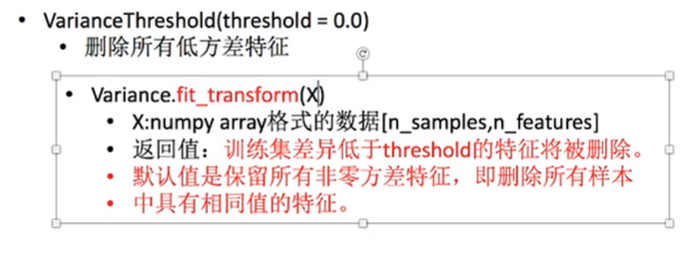 • VarianceThreshold(threshold = 0.0)
• 删除所有低方差特征
• Variance.fit_transform(X)
• X:numpy array格式的数据[n_samples,n_features]
• 返回值：训练集差异低于threshold的特征将被删除。
• 默认值是保留所有非零方差特征，即删除所有样本
• 中具有相同值的特征。